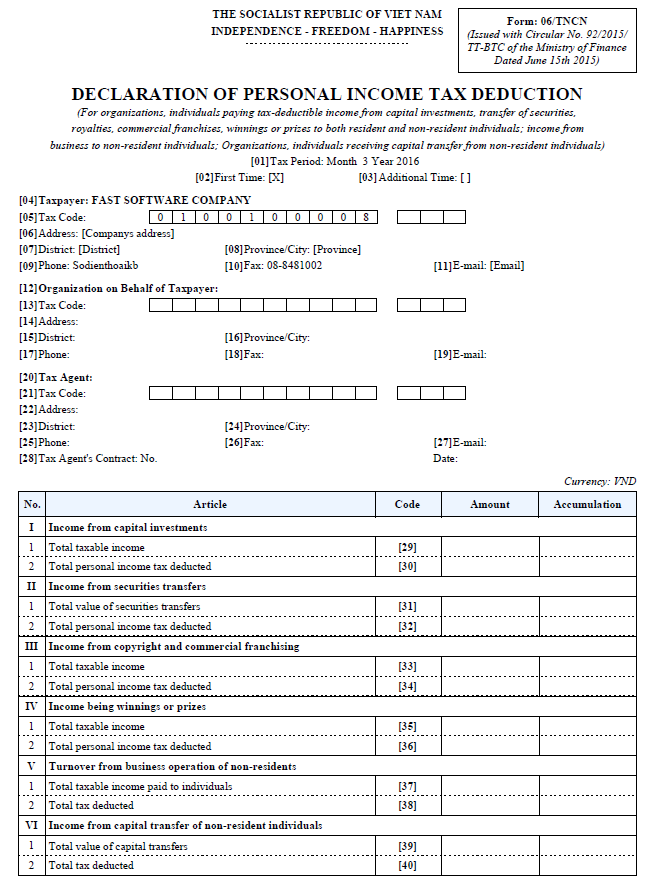 THE SOCIALIST REPUBLIC OF VIET NAM
INDEPENDENCE - FREEDOM - HAPPINESS
Form: 06/TNCN
(Issued with Circular No. 92/2015/
TT-BTC of the Ministry of Finance
Dated June 15th 2015)
DECLARATION OF PERSONAL INCOME TAX DEDUCTION
(For organizations, individuals paying tax-deductible income from capital investments, transfer of securities,
royalties, commercial franchises, winnings or prizes to both resident and non-resident individuals; income from
business to non-resident individuals; Organizations, individuals receiving capital transfer from non-resident individuals)
[01]Tax Period: Month 3 Year 2016
[02]First Time: [X] [03]Additional Time: [ ]
[04]Taxpayer: FAST SOFTWARE COMPANY
[05]Tax Code: 0 1 0 0 1 0 0 0 0 8
[06]Address: [Companys address]
[07]District: [District] [08]Province/City: [Province]
[09]Phone: Sodienthoaikb [10]Fax: 08-8481002 [11]E-mail: [Email]
[12]Organization on Behalf of Taxpayer:
[13]Tax Code:
[14]Address:
[15]District: [16]Province/City:
[17]Phone: [18]Fax: [19]E-mail:
[20]Tax Agent:
[21]Tax Code:
[22]Address:
[23]District: [24]Province/City:
[25]Phone: [26]Fax: [27]E-mail:
[28]Tax Agent's Contract: No. Date:
Currency: VND
No. Article Code Amount Accumulation
I Income from capital investments
1 Total taxable income [29]
2 Total personal income tax deducted [30]
II Income from securities transfers
1 Total value of securities transfers [31]
2 Total personal income tax deducted [32]
III Income from copyright and commercial franchising
1 Total taxable income [33]
2 Total personal income tax deducted [34]
IV Income being winnings or prizes
1 Total taxable income [35]
2 Total personal income tax deducted [36]
V Turnover from business operation of non-residents
1 Total taxable income paid to individuals [37]
2 Total tax deducted [38]
VI Income from capital transfer of non-resident individuals
1 Total value of capital transfers [39]
2 Total tax deducted [40]